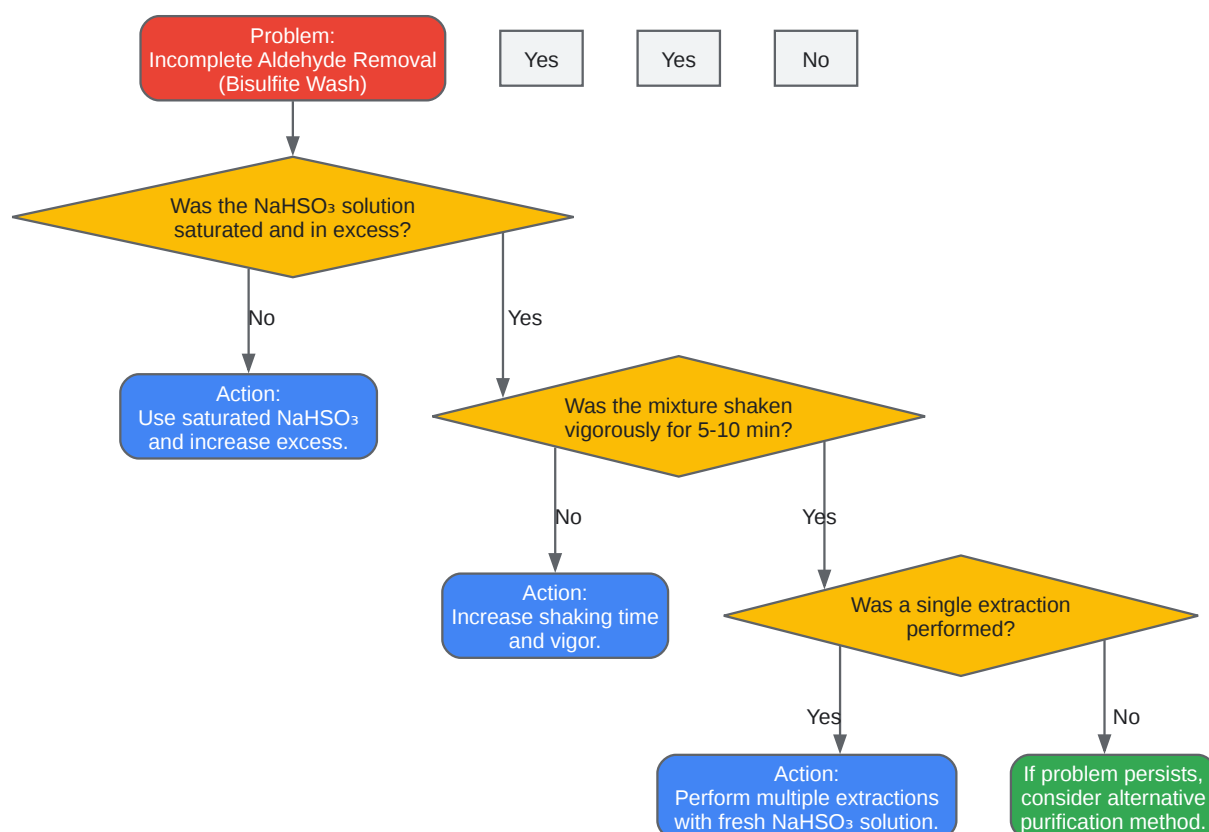 Problem:
Incomplete Aldehyde Removal
(Bisulfite Wash)
Yes
Yes
No
Was the NaHSO₃ solution
saturated and in excess?
No
Yes
Action:
Use saturated NaHSO₃
and increase excess.
Was the mixture shaken
vigorously for 5-10 min?
No
Yes
Action:
Increase shaking time
and vigor.
Was a single extraction
performed?
Yes
No
Action:
Perform multiple extractions
with fresh NaHSO₃ solution.
If problem persists,
consider alternative
purification method.